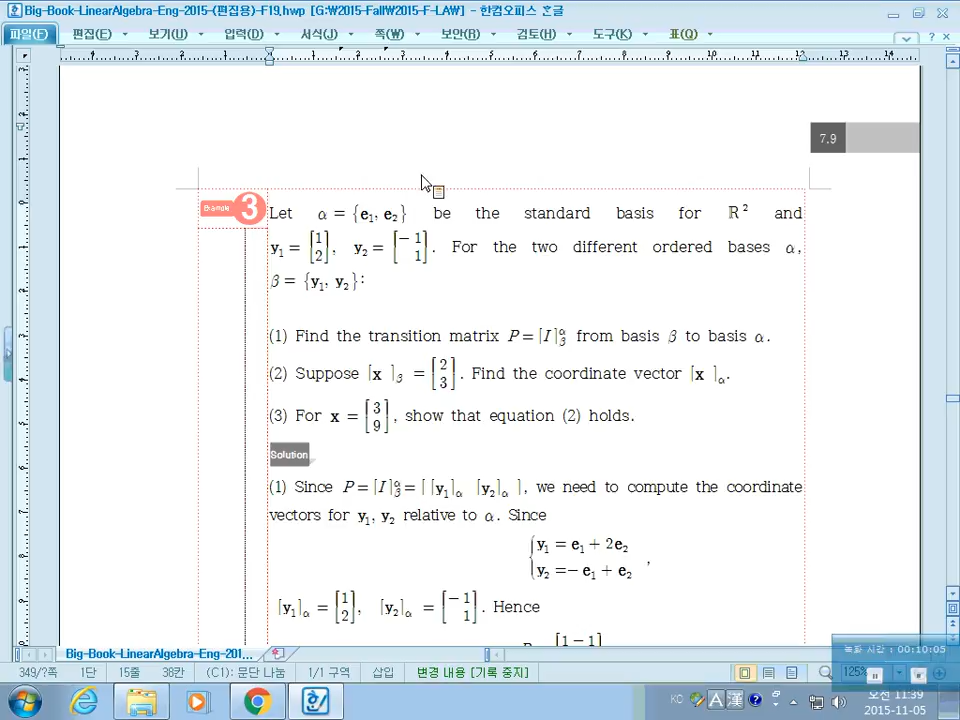 Big-Book-LinearAlgebra-Eng-2015-(편집용)-F19.hwp [G:\2015-Fall\2015-F-LAW] - 한컴오피스 한글
파일(F) 편집(E) 보기(U) 입력(D) 서식(J) 쪽(W) 보안(R) 검토(H) 도구(K) 표(Q)
7.9
Example 3
Let α = {e₁, e₂} be the standard basis for ℝ² and
y₁ = [1 2], y₂ = [−1 1]. For the two different ordered bases α,
β = {y₁, y₂}:
(1) Find the transition matrix P = [I]β^α from basis β to basis α.
(2) Suppose [x]β = [2 3]. Find the coordinate vector [x]α.
(3) For x = [3 9], show that equation (2) holds.
Solution
(1) Since P = [I]β^α = [ [y₁]α [y₂]α ], we need to compute the coordinate
vectors for y₁, y₂ relative to α. Since
y₁ = e₁ + 2e₂
y₂ = − e₁ + e₂ ,
[y₁]α = [1 2], [y₂]α = [−1 1]. Hence
[1 −1]
Big-Book-LinearAlgebra-Eng-201...
349/?쪽 1단 15줄 38칸 (C1): 문단 나눔 1/1 구역 삽입 변경 내용 [기록 중지] 125%
녹화 시간 : 00:10:05
KC A 漢
오전 11:39
2015-11-05